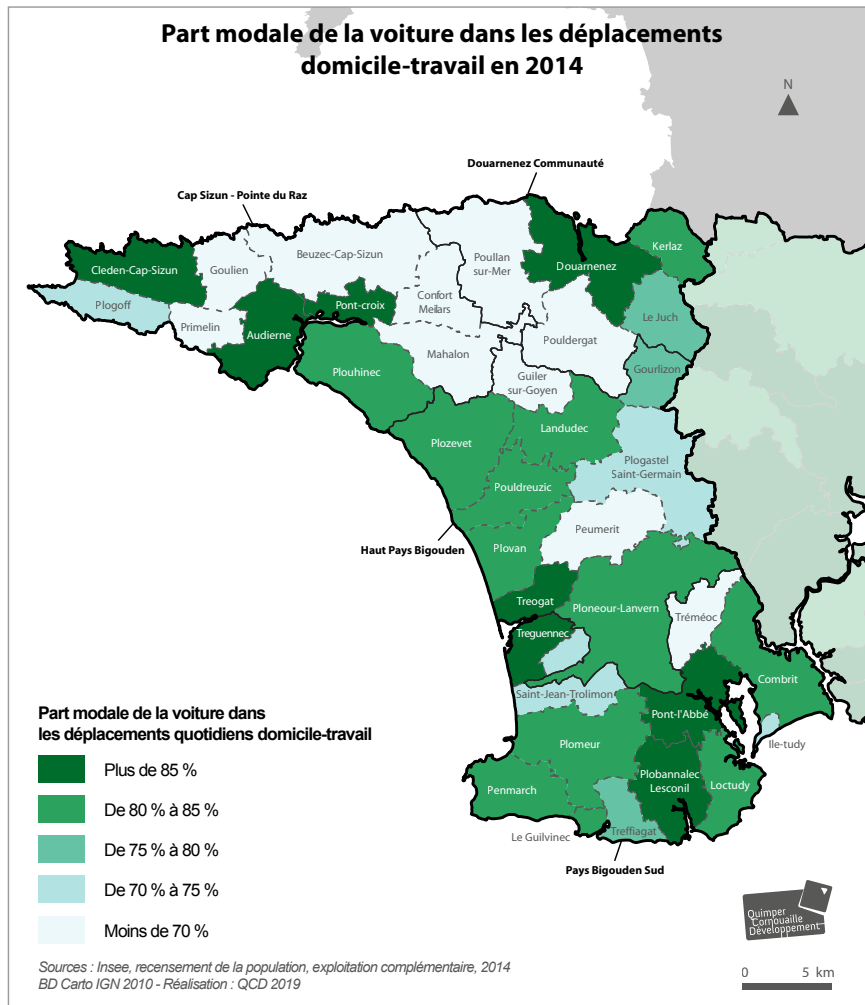 Part modale de la voiture dans les déplacements
domicile-travail en 2014
N
Douarnenez Communauté
Cap Sizun - Pointe du Raz
Kerlaz
Beuzec-Cap-Sizun
Poullan
sur-Mer
Cleden-Cap-Sizun
Goulien
Douarnenez
Confort
Meilars
Plogoff
Pont-croix
Le Juch
Primelin
Audierne
Pouldergat
Mahalon
Plouhinec
Gourlizon
Guiler
sur-Goyen
Landudec
Plozevet
Plogastel
Saint-Germain
Pouldreuzic
Peumerit
Haut Pays Bigouden
Plovan
Treogat
Ploneour-Lanvern
Tréméoc
Treguennec
Combrit
Saint-Jean-Trolimon
Pont-l'Abbé
Ile-tudy
Plomeur
Plobannalec
Lesconil
Loctudy
Penmarch
Le Guilvinec
Treffiagat
Pays Bigouden Sud
Part modale de la voiture dans
les déplacements quotidiens domicile-travail
Plus de 85 %
De 80 % à 85 %
De 75 % à 80 %
De 70 % à 75 %
Moins de 70 %
Quimper
Cornouaille
Développement
Sources : Insee, recensement de la population, exploitation complémentaire, 2014
BD Carto IGN 2010 - Réalisation : QCD 2019
0 5 km